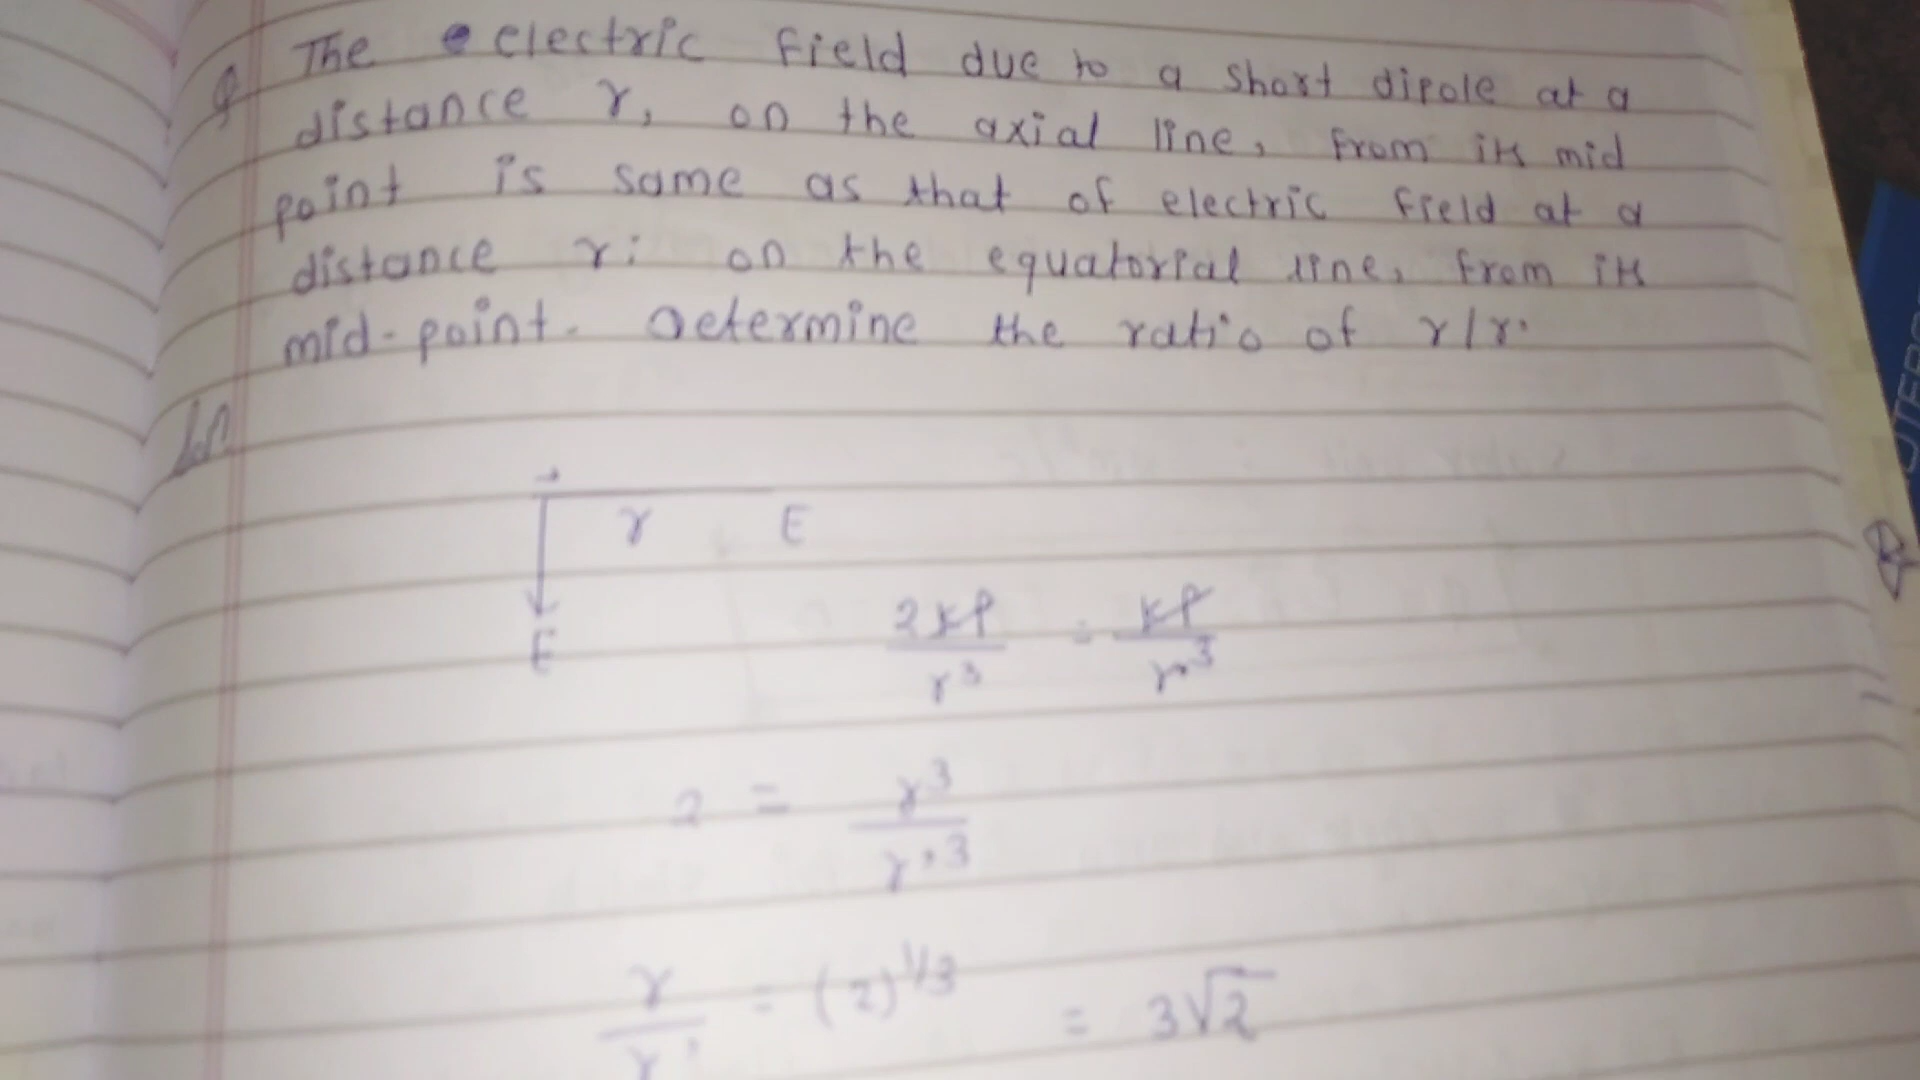 Q The electric field due to a short dipole at a
distance r, on the axial line, from its mid
point is same as that of electric field at a
distance r' on the equatorial line, from its
mid-point. Determine the ratio of r/r'
Soln
r E
E
2kp/r³ = kp/r'³
2 = r³/r'³
r/r' = (2)^1/3 = 3√2